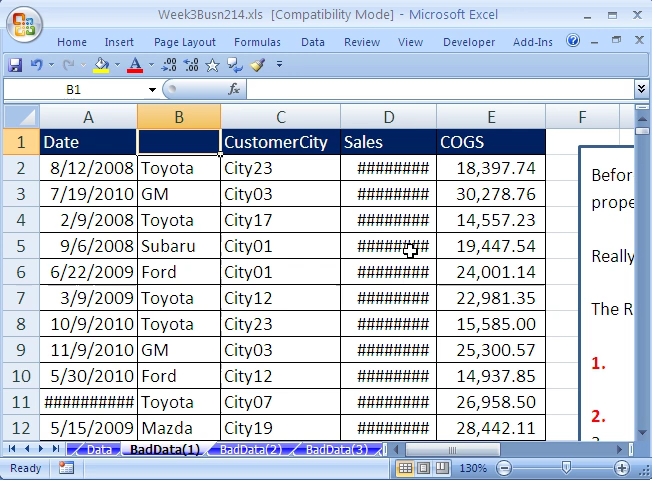 Week3Busn214.xls [Compatibility Mode] - Microsoft Excel
Home Insert Page Layout Formulas Data Review View Developer Add-Ins
B1 fx
A B C D E F
1 Date CustomerCity Sales COGS
2 8/12/2008 Toyota City23 ######## 18,397.74
3 7/19/2010 GM City03 ######## 30,278.76
4 2/9/2008 Toyota City17 ######## 14,557.23
5 9/6/2008 Subaru City01 ######## 19,447.54
6 6/22/2009 Ford City01 ######## 24,001.14
7 3/9/2009 Toyota City12 ######## 22,981.35
8 10/9/2010 Toyota City23 ######## 15,585.00
9 11/9/2010 GM City03 ######## 25,300.57
10 5/30/2010 Ford City12 ######## 14,937.85
11 ########## Toyota City07 ######## 26,958.50
12 5/15/2009 Mazda City19 ######## 28,442.11
Befor
prope
Really
The R
1.
2.
Data BadData(1) BadData(2) BadData(3)
Ready 130%